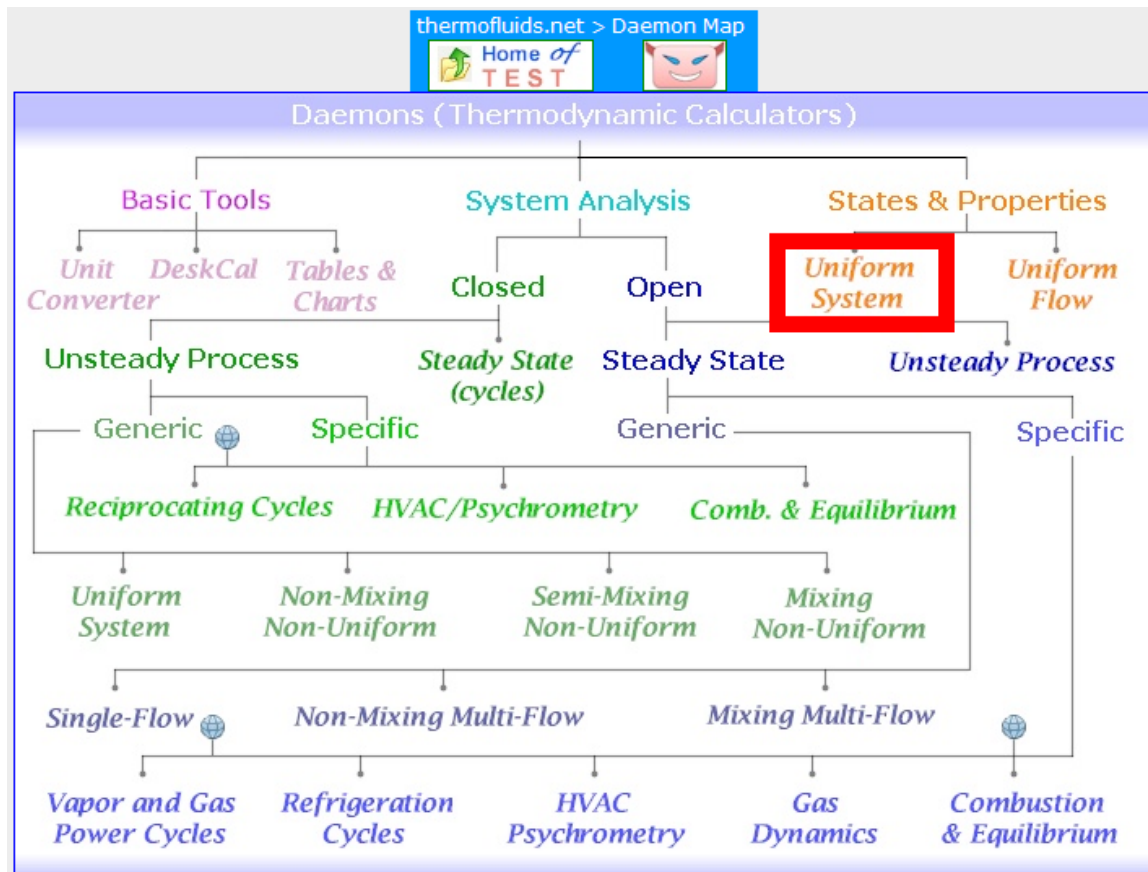 thermofluids.net > Daemon Map
Home of
TEST
Daemons (Thermodynamic Calculators)
Basic Tools
System Analysis
States & Properties
Unit
Converter
DeskCal
Tables &
Charts
Closed
Open
Uniform
System
Uniform
Flow
Unsteady Process
Steady State
(cycles)
Steady State
Unsteady Process
Generic
Specific
Generic
Specific
Reciprocating Cycles
HVAC/Psychrometry
Comb. & Equilibrium
Uniform
System
Non-Mixing
Non-Uniform
Semi-Mixing
Non-Uniform
Mixing
Non-Uniform
Single-Flow
Non-Mixing Multi-Flow
Mixing Multi-Flow
Vapor and Gas
Power Cycles
Refrigeration
Cycles
HVAC
Psychrometry
Gas
Dynamics
Combustion
& Equilibrium